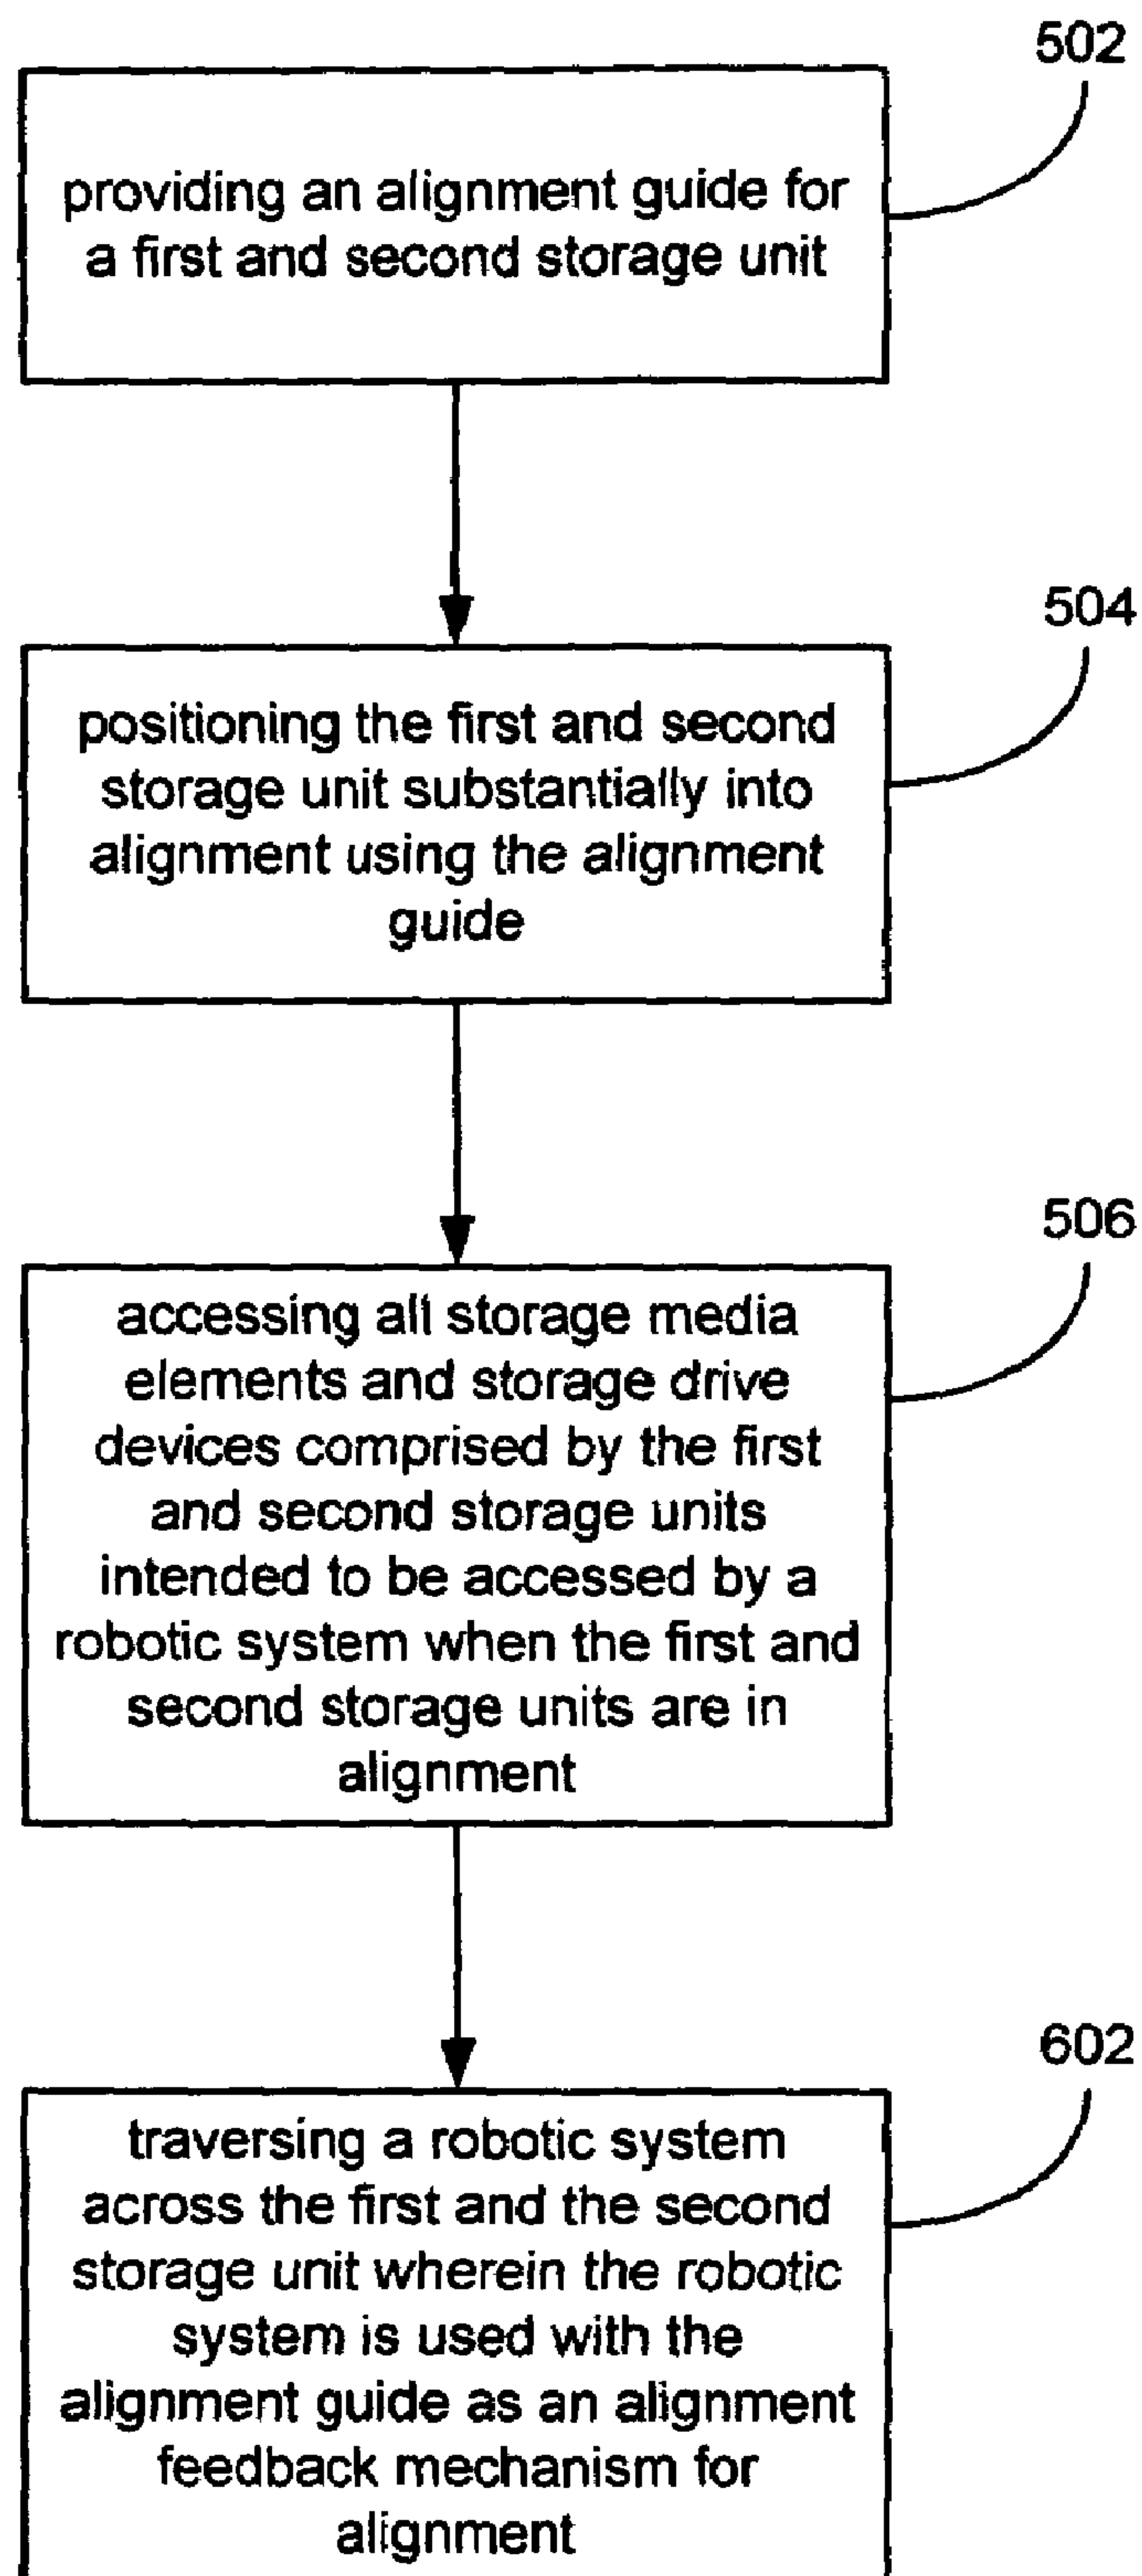 502
providing an alignment guide for
a first and second storage unit
504
positioning the first and second
storage unit substantially into
alignment using the alignment
guide
506
accessing all storage media
elements and storage drive
devices comprised by the first
and second storage units
intended to be accessed by a
robotic system when the first and
second storage units are in
alignment
602
traversing a robotic system
across the first and the second
storage unit wherein the robotic
system is used with the
alignment guide as an alignment
feedback mechanism for
alignment